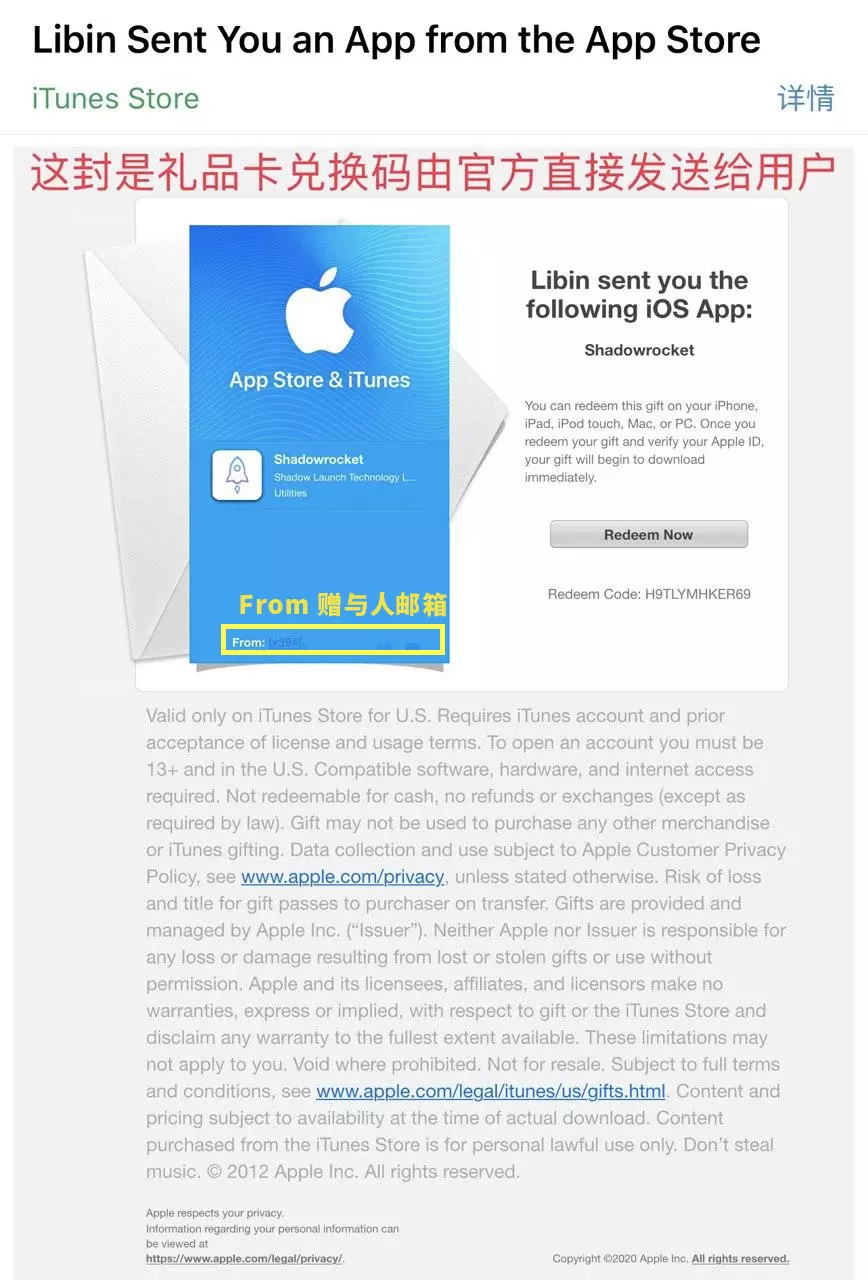 Libin Sent You an App from the App Store
iTunes Store
详情
这封是礼品卡兑换码由官方直接发送给用户
App Store & iTunes
Shadowrocket
Shadow Launch Technology L...
Utilities
From 赠与人邮箱
From:
Libin sent you the
following iOS App:
Shadowrocket
You can redeem this gift on your iPhone,
iPad, iPod touch, Mac, or PC. Once you
redeem your gift and verify your Apple ID,
your gift will begin to download
immediately.
Redeem Now
Redeem Code: H9TLYMHKER69
Valid only on iTunes Store for U.S. Requires iTunes account and prior
acceptance of license and usage terms. To open an account you must be
13+ and in the U.S. Compatible software, hardware, and internet access
required. Not redeemable for cash, no refunds or exchanges (except as
required by law). Gift may not be used to purchase any other merchandise
or iTunes gifting. Data collection and use subject to Apple Customer Privacy
Policy, see www.apple.com/privacy, unless stated otherwise. Risk of loss
and title for gift passes to purchaser on transfer. Gifts are provided and
managed by Apple Inc. (“Issuer”). Neither Apple nor Issuer is responsible for
any loss or damage resulting from lost or stolen gifts or use without
permission. Apple and its licensees, affiliates, and licensors make no
warranties, express or implied, with respect to gift or the iTunes Store and
disclaim any warranty to the fullest extent available. These limitations may
not apply to you. Void where prohibited. Not for resale. Subject to full terms
and conditions, see www.apple.com/legal/itunes/us/gifts.html. Content and
pricing subject to availability at the time of actual download. Content
purchased from the iTunes Store is for personal lawful use only. Don’t steal
music. © 2012 Apple Inc. All rights reserved.
Apple respects your privacy.
Information regarding your personal information can
be viewed at
https://www.apple.com/legal/privacy/.
Copyright ©2020 Apple Inc. All rights reserved.